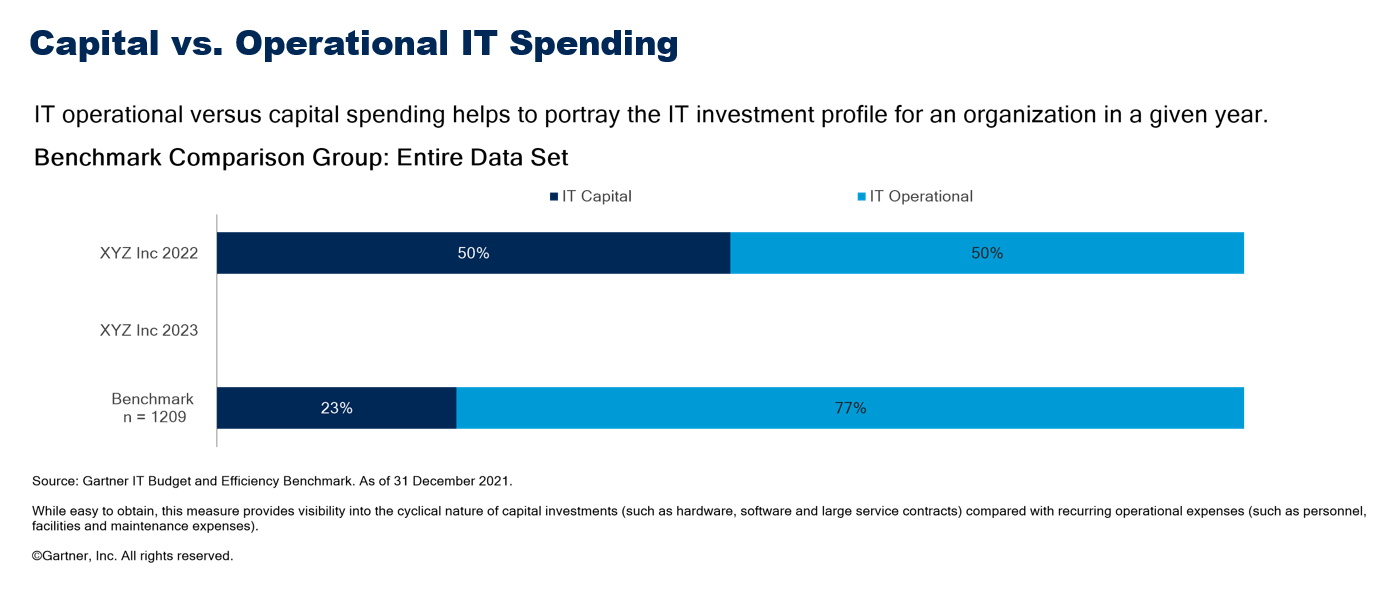 Capital vs. Operational IT Spending
IT operational versus capital spending helps to portray the IT investment profile for an organization in a given year.
Benchmark Comparison Group: Entire Data Set
IT Capital
IT Operational
XYZ Inc 2022
50%
50%
XYZ Inc 2023
Benchmark
n = 1209
23%
77%
Source: Gartner IT Budget and Efficiency Benchmark. As of 31 December 2021.
While easy to obtain, this measure provides visibility into the cyclical nature of capital investments (such as hardware, software and large service contracts) compared with recurring operational expenses (such as personnel,
facilities and maintenance expenses).
©Gartner, Inc. All rights reserved.